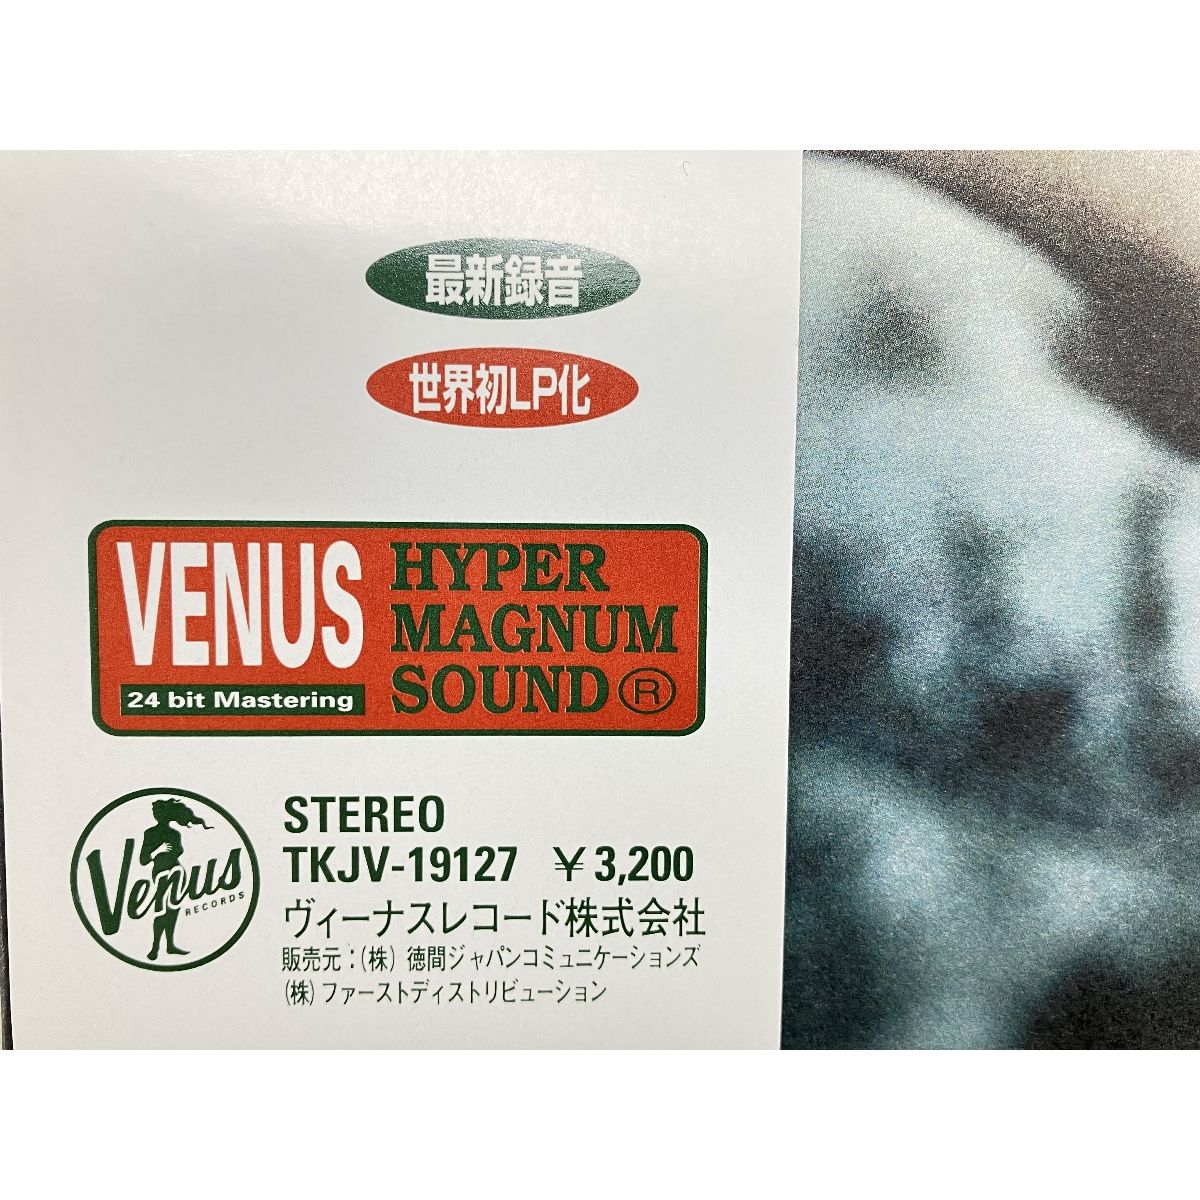 最新録音
世界初LP化
VENUS
24 bit Mastering
HYPER
MAGNUM
SOUND®
Venus
RECORDS
STEREO
TKJV-19127 ¥3,200
ヴィーナスレコード株式会社
販売元:(株)徳間ジャパンコミュニケーションズ
(株)ファーストディストリビューション